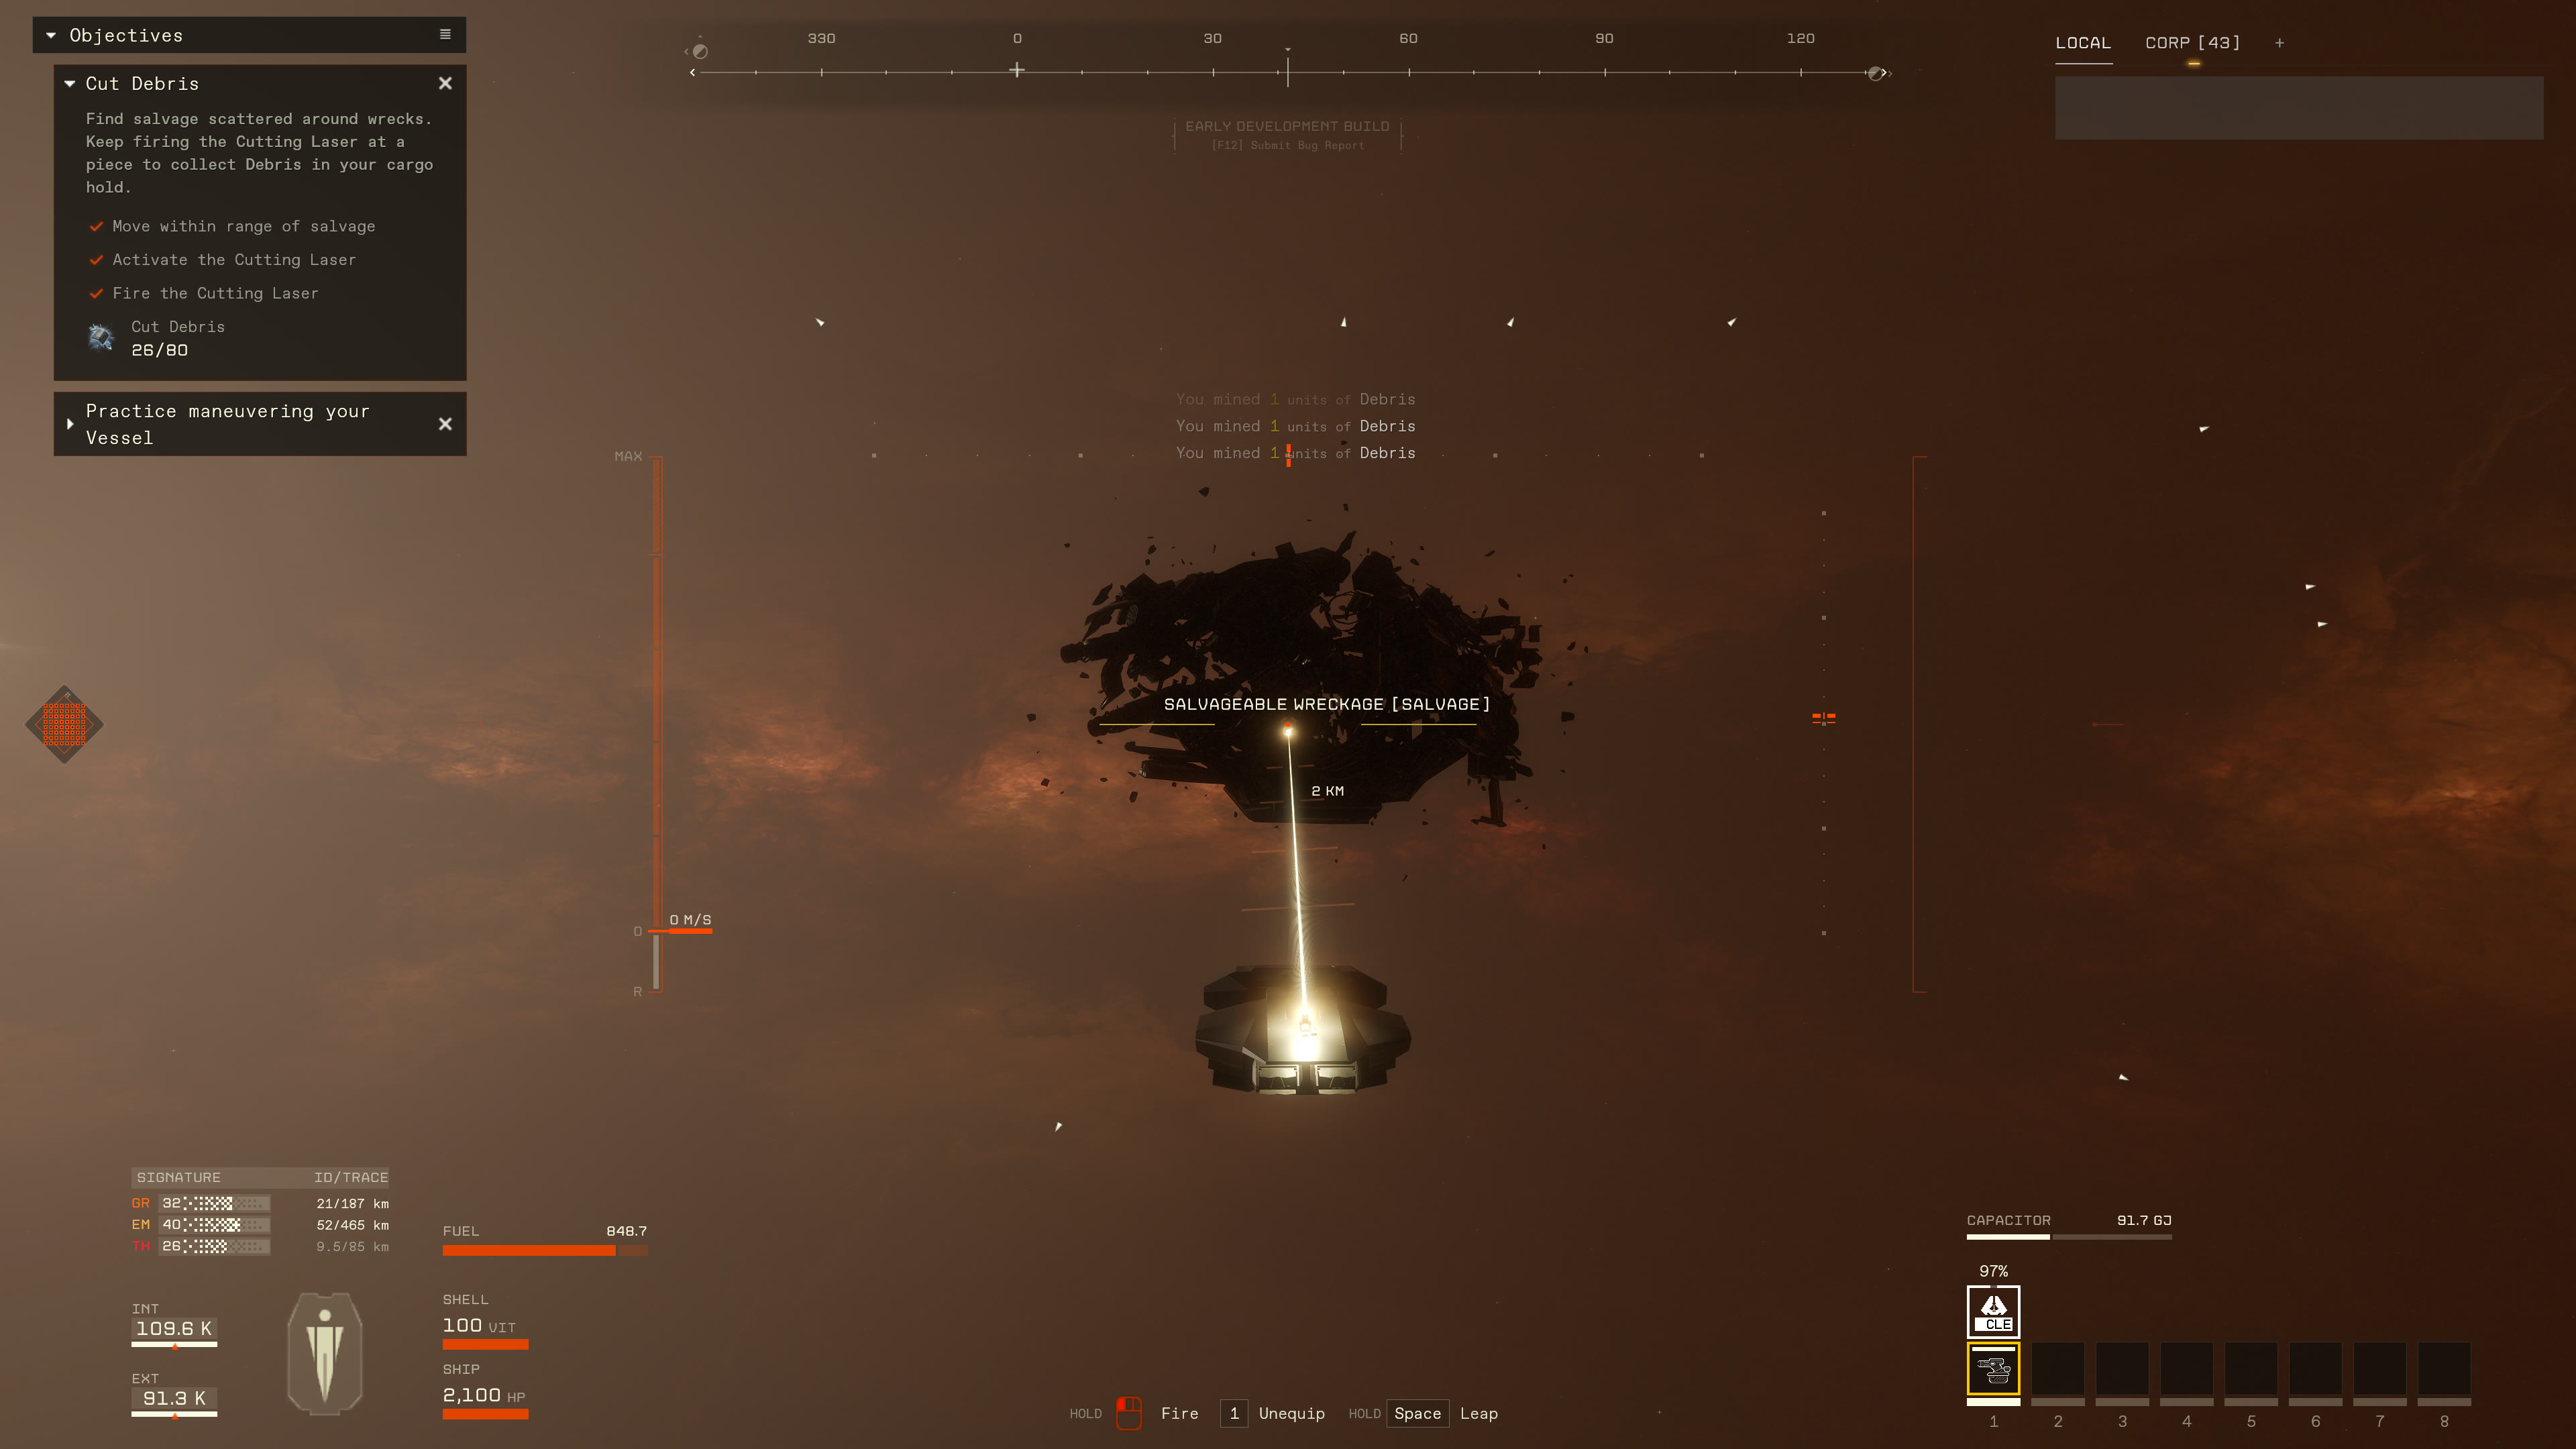 Objectives
Cut Debris
Find salvage scattered around wrecks.
Keep firing the Cutting Laser at a
piece to collect Debris in your cargo
hold.
Move within range of salvage
Activate the Cutting Laser
Fire the Cutting Laser
Cut Debris
26/80
Practice maneuvering your
Vessel
330 0 30 60 90 120
EARLY DEVELOPMENT BUILD
[F12] Submit Bug Report
LOCAL CORP [43] +
You mined 1 units of Debris
You mined 1 units of Debris
You mined 1 units of Debris
MAX
SALVAGEABLE WRECKAGE [SALVAGE]
2 KM
0 M/S
0
R
SIGNATURE ID/TRACE
GR 32 21/187 km
EM 40 52/465 km
TH 26 9.5/85 km
FUEL 848.7
INT
109.6 K
EXT
91.3 K
SHELL
100 VIT
SHIP
2,100 HP
HOLD Fire 1 Unequip HOLD Space Leap
CAPACITOR 91.7 GJ
97%
CLE
1 2 3 4 5 6 7 8